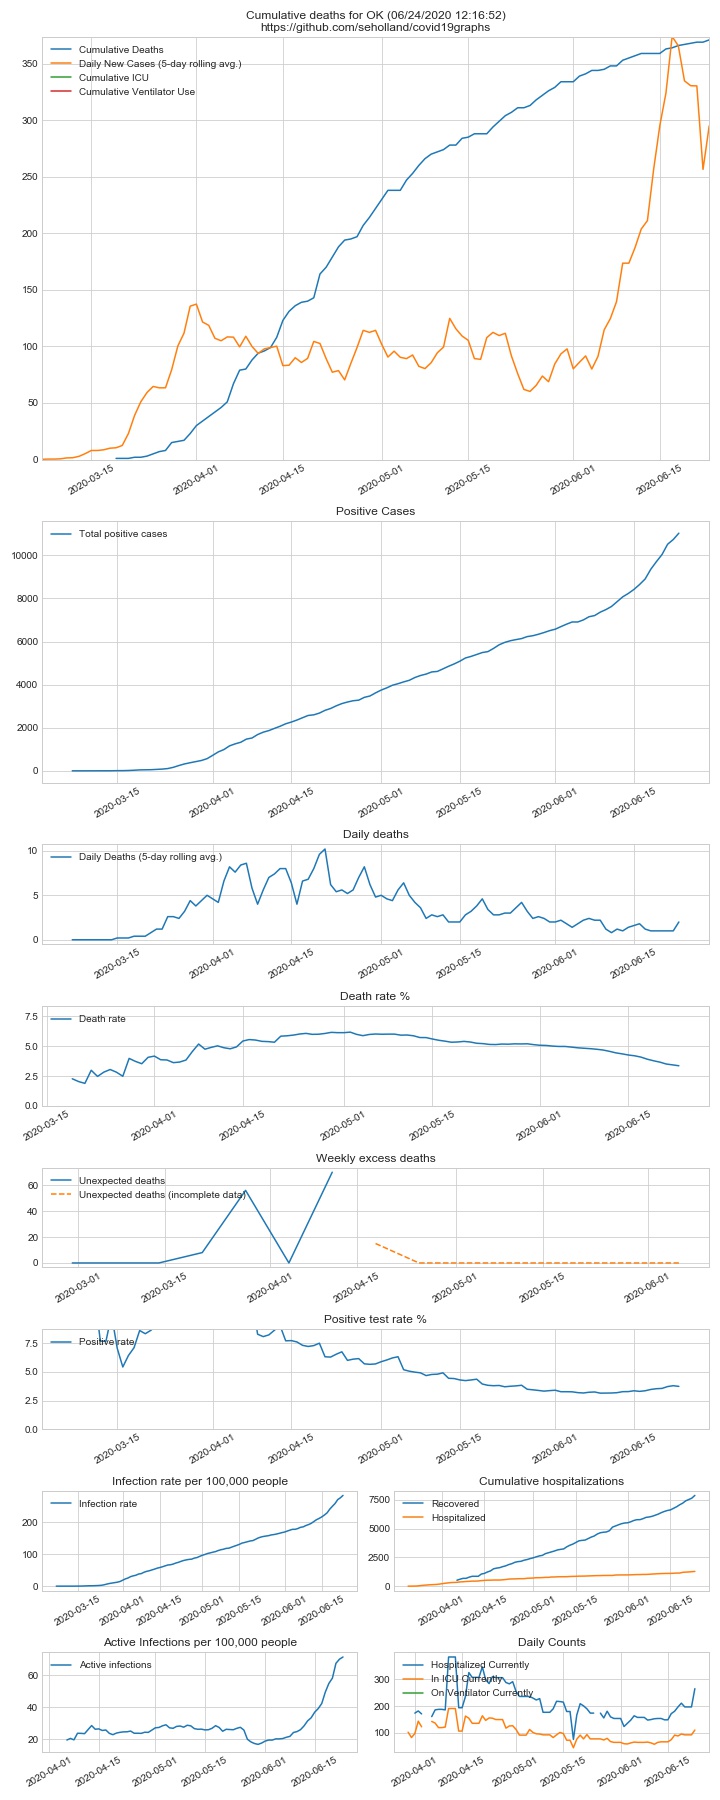 Cumulative deaths for OK (06/24/2020 12:16:52)
https://github.com/seholland/covid19graphs
Cumulative Deaths
Daily New Cases (5-day rolling avg.)
Cumulative ICU
Cumulative Ventilator Use
350
300
250
200
150
100
50
0
2020-03-15 2020-04-01 2020-04-15 2020-05-01 2020-05-15 2020-06-01 2020-06-15
Positive Cases
Total positive cases
10000
8000
6000
4000
2000
0
2020-03-15 2020-04-01 2020-04-15 2020-05-01 2020-05-15 2020-06-01 2020-06-15
Daily deaths
Daily Deaths (5-day rolling avg.)
10
5
0
2020-03-15 2020-04-01 2020-04-15 2020-05-01 2020-05-15 2020-06-01 2020-06-15
Death rate %
Death rate
7.5
5.0
2.5
0.0
2020-03-15 2020-04-01 2020-04-15 2020-05-01 2020-05-15 2020-06-01 2020-06-15
Weekly excess deaths
Unexpected deaths
Unexpected deaths (incomplete data)
60
40
20
0
2020-03-01 2020-03-15 2020-04-01 2020-04-15 2020-05-01 2020-05-15 2020-06-01
Positive test rate %
Positive rate
7.5
5.0
2.5
0.0
2020-03-15 2020-04-01 2020-04-15 2020-05-01 2020-05-15 2020-06-01 2020-06-15
Infection rate per 100,000 people
Infection rate
200
100
0
2020-03-15 2020-04-01 2020-04-15 2020-05-01 2020-05-15 2020-06-01 2020-06-15
Cumulative hospitalizations
Recovered
Hospitalized
7500
5000
2500
0
2020-04-01 2020-04-15 2020-05-01 2020-05-15 2020-06-01 2020-06-15
Active Infections per 100,000 people
Active infections
60
40
20
2020-04-01 2020-04-15 2020-05-01 2020-05-15 2020-06-01 2020-06-15
Daily Counts
Hospitalized Currently
In ICU Currently
On Ventilator Currently
300
200
100
2020-04-01 2020-04-15 2020-05-01 2020-05-15 2020-06-01 2020-06-15